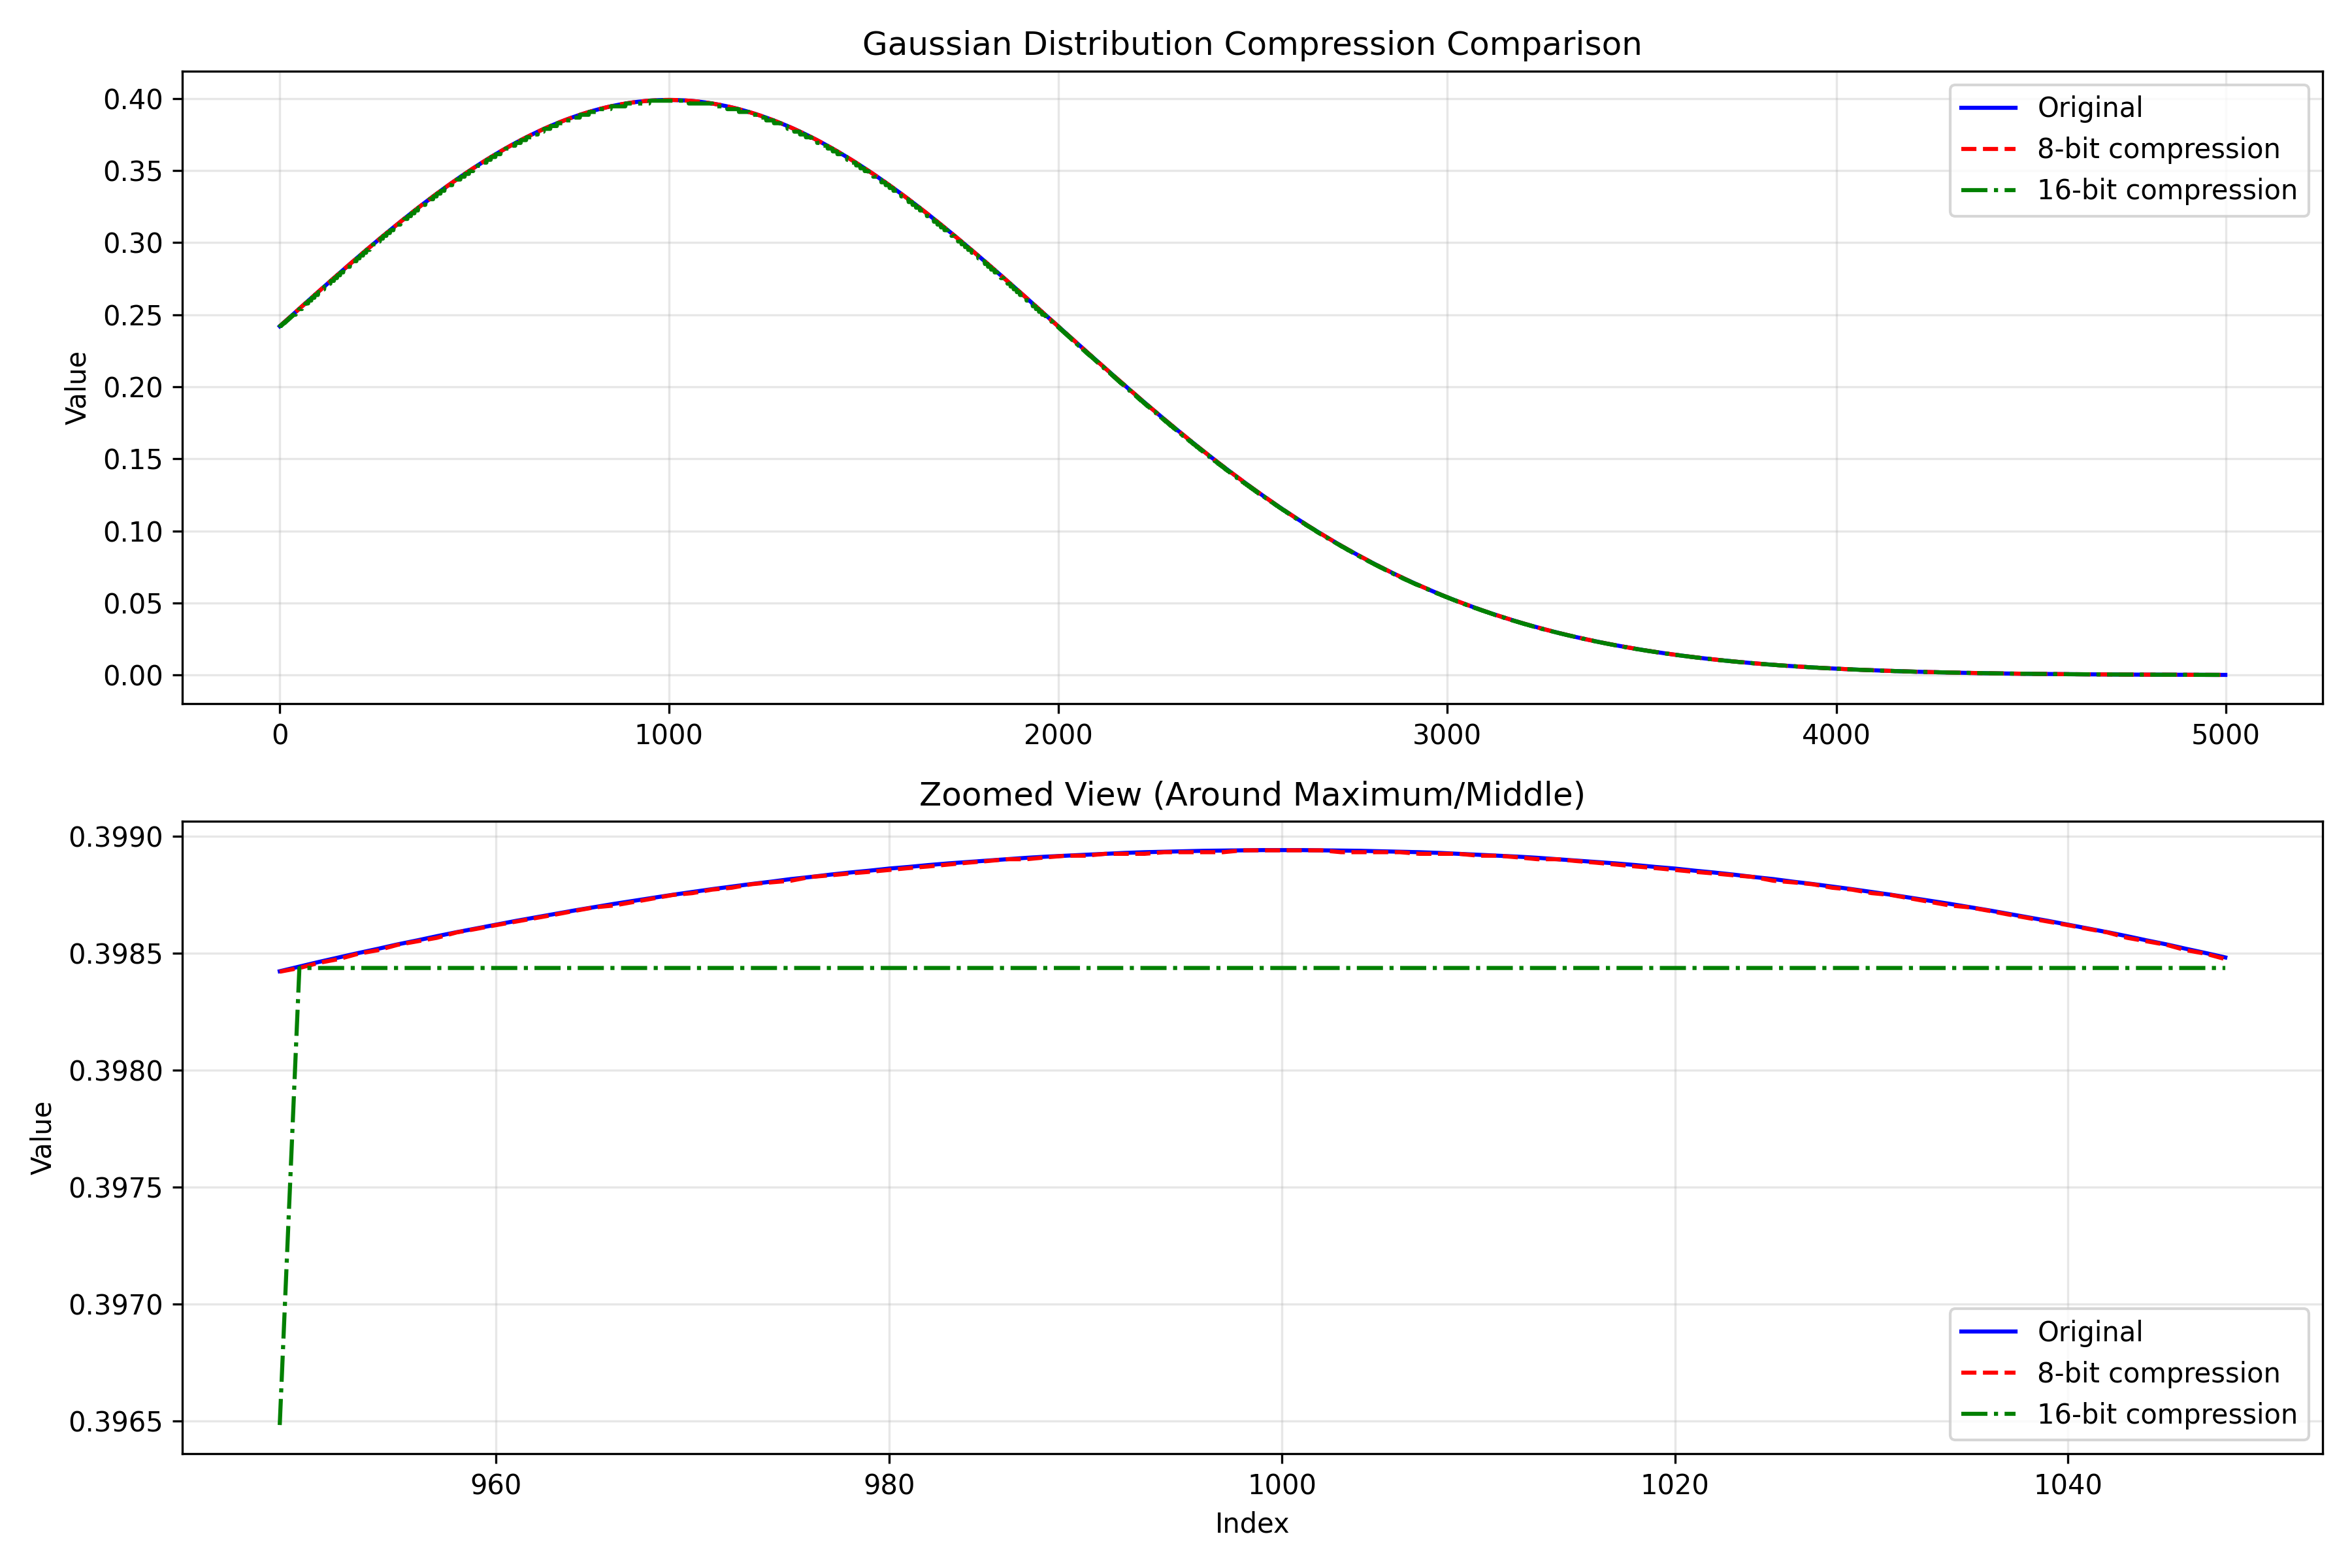 Gaussian Distribution Compression Comparison
Value
0.40
0.35
0.30
0.25
0.20
0.15
0.10
0.05
0.00
0 1000 2000 3000 4000 5000
Original
8-bit compression
16-bit compression
Zoomed View (Around Maximum/Middle)
Value
0.3990
0.3985
0.3980
0.3975
0.3970
0.3965
960 980 1000 1020 1040
Index
Original
8-bit compression
16-bit compression